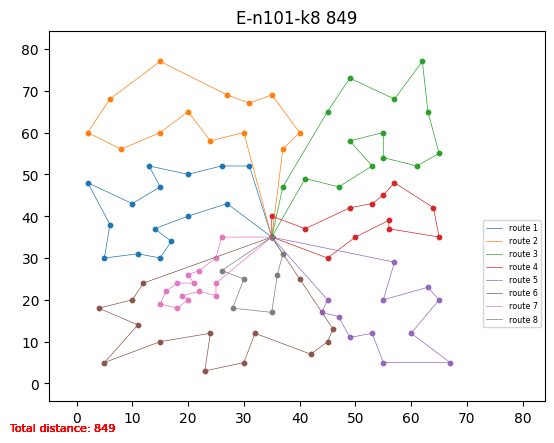 E-n101-k8 849
80
70
60
50
40
30
20
10
0
route 1
route 2
route 3
route 4
route 5
route 6
route 7
route 8
0 10 20 30 40 50 60 70 80
Total distance: 849